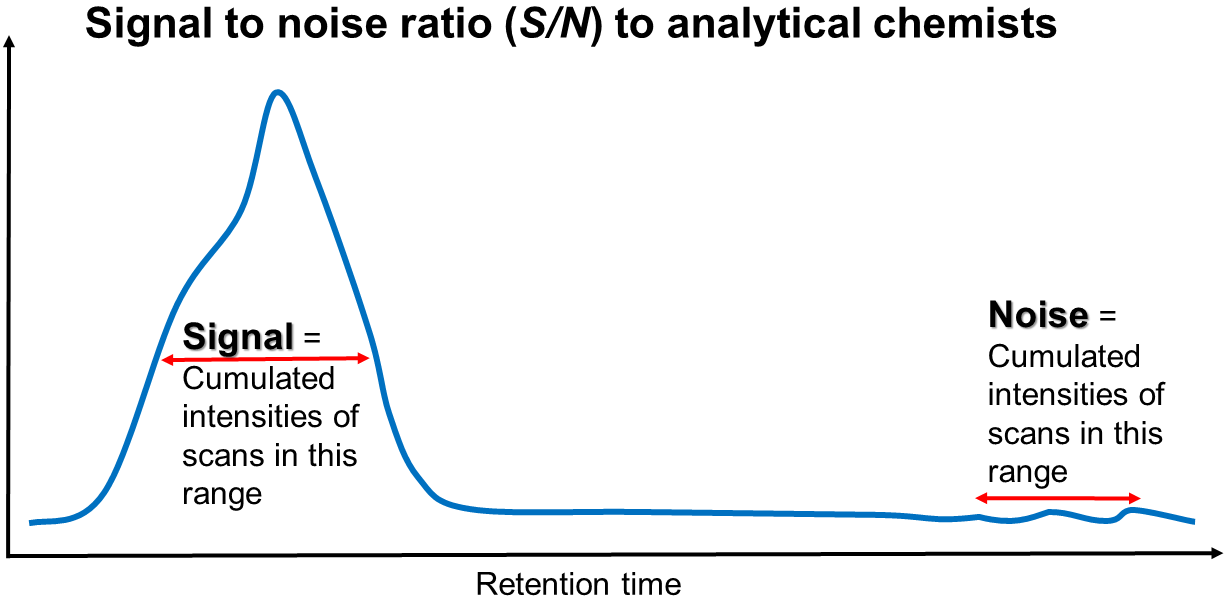 Signal to noise ratio (S/N) to analytical chemists
Signal =
Cumulated
intensities of
scans in this
range
Noise =
Cumulated
intensities of
scans in this
range
Retention time